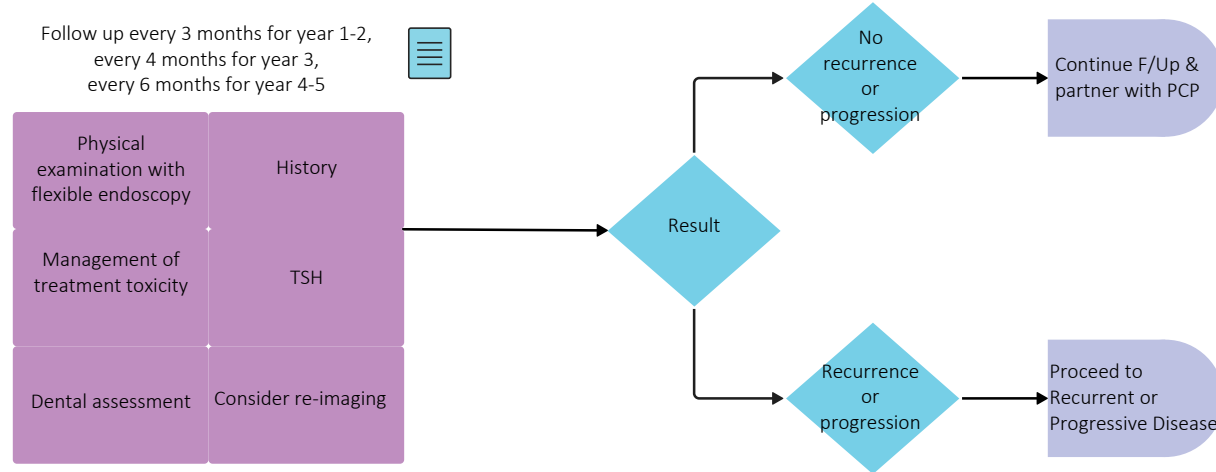 Follow up every 3 months for year 1-2,
every 4 months for year 3,
every 6 months for year 4-5
Physical
examination with
flexible endoscopy
History
Management of
treatment toxicity
TSH
Dental assessment
Consider re-imaging
Result
No
recurrence
or
progression
Continue F/Up &
partner with PCP
Recurrence
or
progression
Proceed to
Recurrent or
Progressive Disease